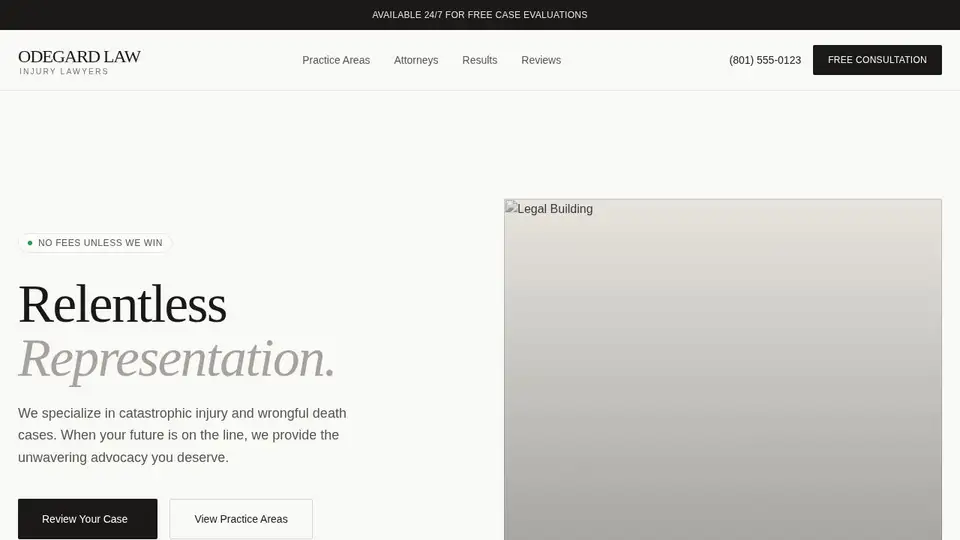 AVAILABLE 24/7 FOR FREE CASE EVALUATIONS
ODEGARD LAW
INJURY LAWYERS
Practice Areas
Attorneys
Results
Reviews
(801) 555-0123
FREE CONSULTATION
NO FEES UNLESS WE WIN
Relentless
Representation.
We specialize in catastrophic injury and wrongful death
cases. When your future is on the line, we provide the
unwavering advocacy you deserve.
Review Your Case
View Practice Areas
Legal Building